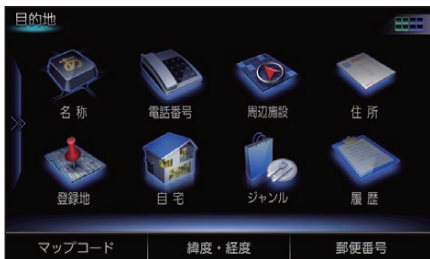 目的地
あ
名称
電話番号
周辺施設
住所
登録地
自宅
ジャンル
履歴
マップコード
緯度・経度
郵便番号